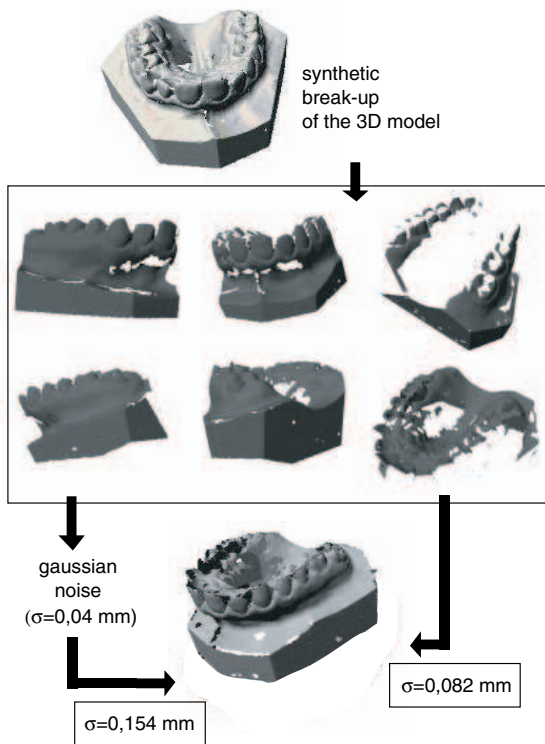 synthetic
break-up
of the 3D model
gaussian
noise
(σ=0,04 mm)
σ=0,082 mm
σ=0,154 mm